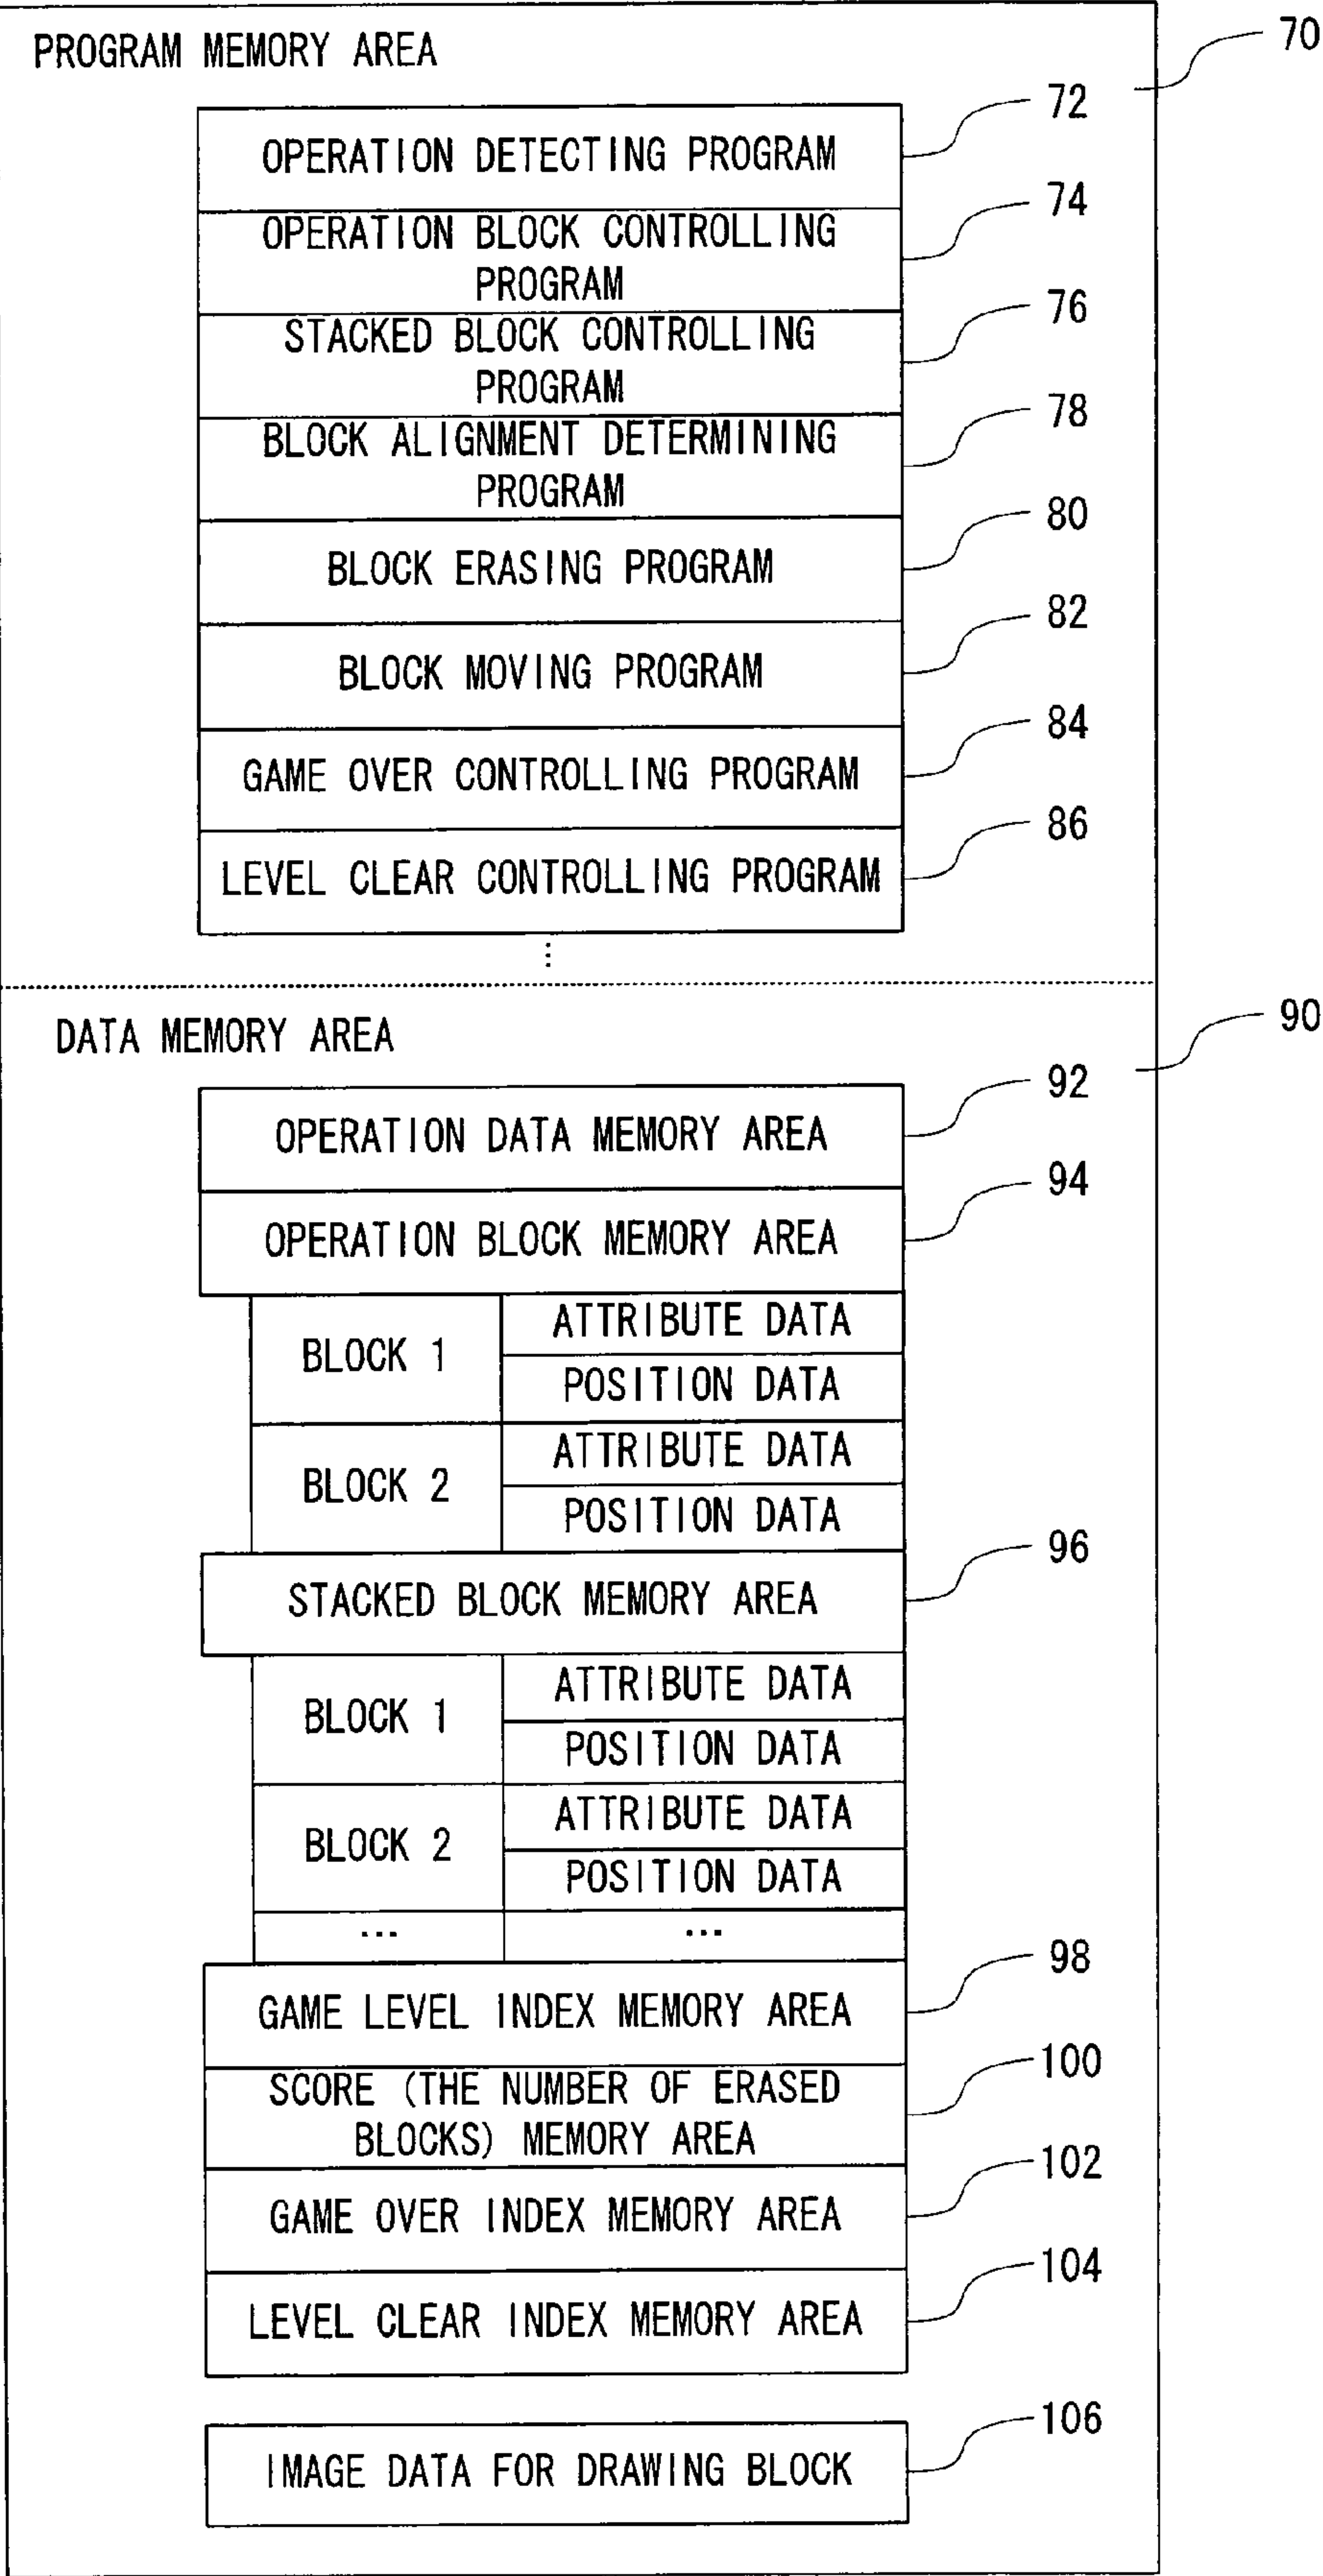 PROGRAM MEMORY AREA
70
72
OPERATION DETECTING PROGRAM
74
OPERATION BLOCK CONTROLLING
PROGRAM
76
STACKED BLOCK CONTROLLING
PROGRAM
78
BLOCK ALIGNMENT DETERMINING
PROGRAM
80
BLOCK ERASING PROGRAM
82
BLOCK MOVING PROGRAM
84
GAME OVER CONTROLLING PROGRAM
86
LEVEL CLEAR CONTROLLING PROGRAM
⋮
90
DATA MEMORY AREA
92
OPERATION DATA MEMORY AREA
94
OPERATION BLOCK MEMORY AREA
BLOCK 1
ATTRIBUTE DATA
POSITION DATA
BLOCK 2
ATTRIBUTE DATA
POSITION DATA
96
STACKED BLOCK MEMORY AREA
BLOCK 1
ATTRIBUTE DATA
POSITION DATA
BLOCK 2
ATTRIBUTE DATA
POSITION DATA
... ...
98
GAME LEVEL INDEX MEMORY AREA
100
SCORE (THE NUMBER OF ERASED
BLOCKS) MEMORY AREA
102
GAME OVER INDEX MEMORY AREA
104
LEVEL CLEAR INDEX MEMORY AREA
106
IMAGE DATA FOR DRAWING BLOCK